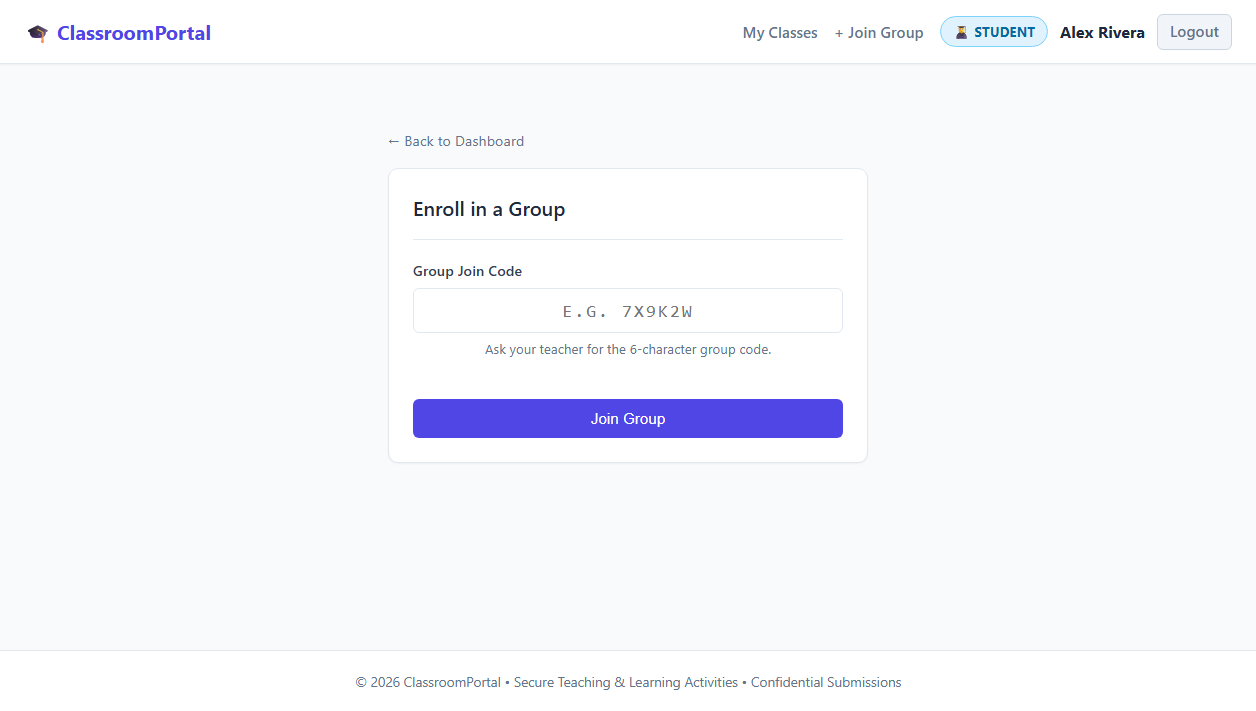 ClassroomPortal
My Classes + Join Group STUDENT Alex Rivera Logout
← Back to Dashboard
Enroll in a Group
Group Join Code
E.G. 7X9K2W
Ask your teacher for the 6-character group code.
Join Group
© 2026 ClassroomPortal • Secure Teaching & Learning Activities • Confidential Submissions